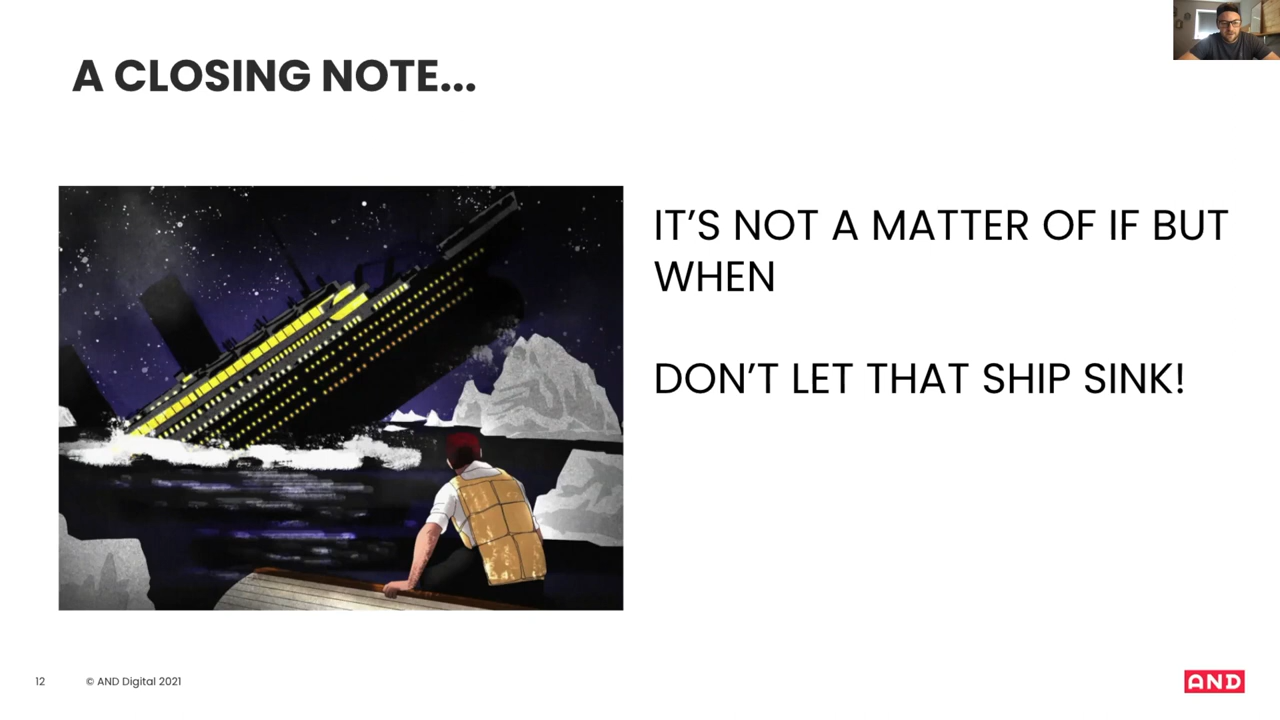 A CLOSING NOTE...
IT’S NOT A MATTER OF IF BUT
WHEN
DON’T LET THAT SHIP SINK!
12
© AND Digital 2021
AND